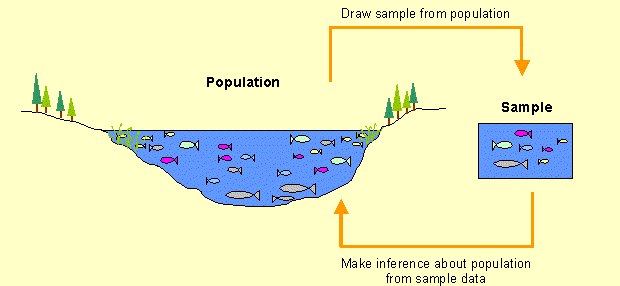 Draw sample from population
Population
Sample
Make inference about population
from sample data